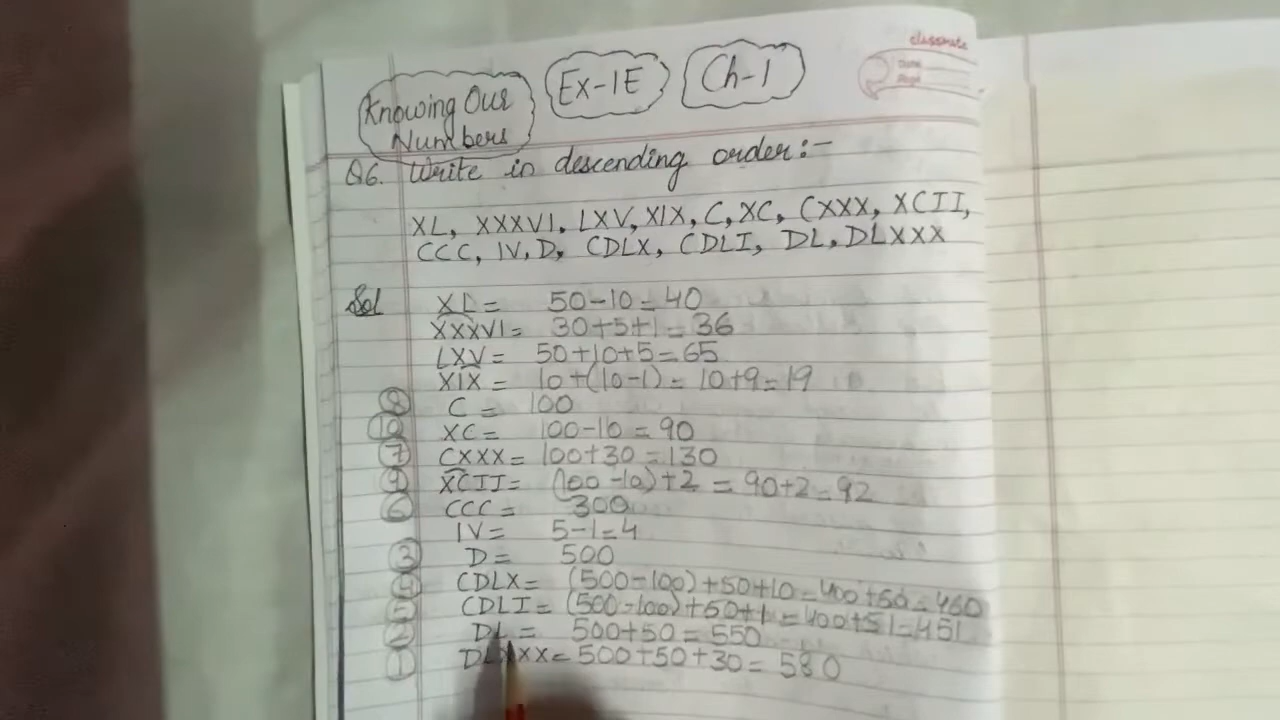 classmate
Date
Page
Knowing Our Numbers
Ex-1E
Ch-1
Q6. Write in descending order:-
XL, XXXVI, LXV, XIX, C, XC, CXXX, XCII,
CCC, IV, D, CDLX, CDLI, DL, DLXXX
Sol XL = 50-10=40
XXXVI= 30+5+1=36
LXV = 50+10+5=65
XIX = 10+(10-1)=10+9=19
⑧ C = 100
⑩ XC= 100-10=90
⑦ CXXX=100+30=130
⑨ XCII= (100-10)+2=90+2=92
⑥ CCC= 300
IV= 5-1=4
③ D= 500
④ CDLX= (500-100)+50+10=400+60=460
⑤ CDLI=(500-100)+50+1=400+51=451
② DL= 500+50=550
① DLXXX=500+50+30=580